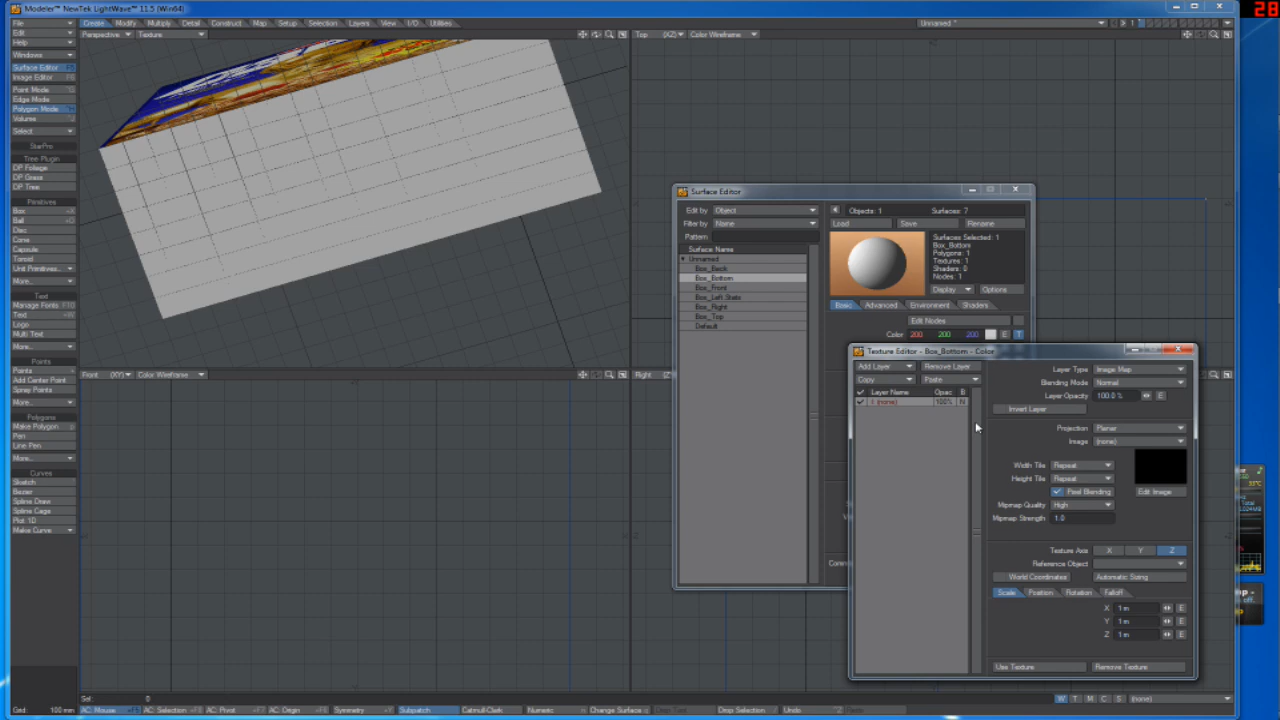 Modeler™ NewTek LightWave™ 11.5 (Win64)
28
File
Create
Modify
Multiply
Detail
Construct
Map
Setup
Selection
Layers
View
I/O
Utilities
Unnamed *
1
Edit
Help
Perspective
Texture
Top (XZ)
Color Wireframe
Windows
Surface Editor
Image Editor
Point Mode
Edge Mode
Polygon Mode
Volume
Select
StarPro
Tree Plugin
DP Foliage
DP Grass
DP Tree
Primitives
Box
Ball
Disc
Cone
Capsule
Toroid
Unit Primitives...
More...
Text
Manage Fonts F10
Text
Logo
Multi Text
More...
Points
Points
Add Center Point
Spray Points
More...
Polygons
Make Polygon
Pen
Line Pen
More...
Curves
Sketch
Bezier
Spline Draw
Spline Cage
Plot 1D
Make Curve
Front (XY)
Color Wireframe
Right
Surface Editor
Edit by Object
Filter by Name
Pattern
Surface Name
Unnamed
Box_Back
Box_Bottom
Box_Front
Box_Left Stats
Box_Right
Box_Top
Default
Objects: 1 Surfaces: 7
Load Save Rename
Surfaces Selected: 1
Box_Bottom
Polygons: 1
Textures: 1
Shaders: 0
Nodes: 1
Display Options
Basic Advanced Environment Shaders
Edit Nodes
Color 200 200 200 E T
Texture Editor - Box_Bottom - Color
Add Layer Remove Layer
Copy Paste
Layer Name Opac B
(none) 100% N
Layer Type Image Map
Blending Mode Normal
Layer Opacity 100.0 % E
Invert Layer
Projection Planar
Image (none)
Width Tile Repeat
Height Tile Repeat
Pixel Blending
Edit Image
Mipmap Quality High
Mipmap Strength 1.0
Texture Axis X Y Z
Reference Object
World Coordinates Automatic Sizing
Scale Position Rotation Falloff
X 1 m E
Y 1 m E
Z 1 m E
Use Texture Remove Texture
Sel: 0
W T M C S (none)
Grid: 100 mm
AC: Mouse
AC: Selection
AC: Pivot
AC: Origin
Symmetry
Subpatch
Catmull-Clark
Numeric
Change Surface
Drop Selection
Undo